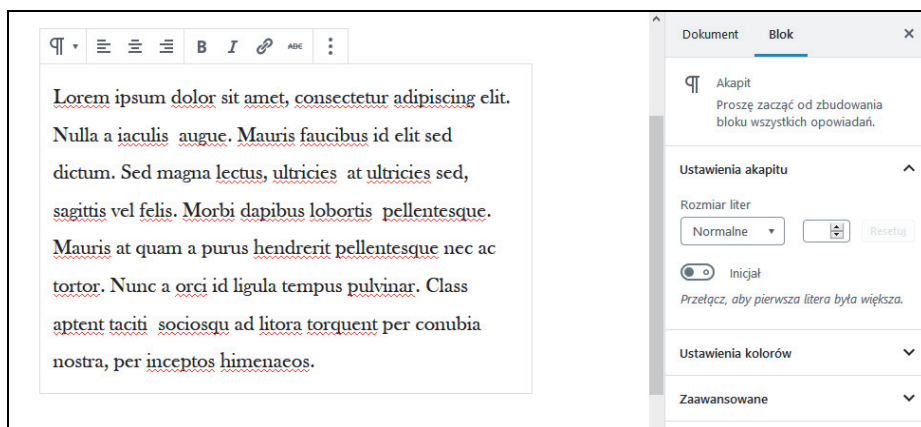 B I ABC
Lorem ipsum dolor sit amet, consectetur adipiscing elit.
Nulla a iaculis augue. Mauris faucibus id elit sed
dictum. Sed magna lectus, ultricies at ultricies sed,
sagittis vel felis. Morbi dapibus lobortis pellentesque.
Mauris at quam a purus hendrerit pellentesque nec ac
tortor. Nunc a orci id ligula tempus pulvinar. Class
aptent taciti sociosqu ad litora torquent per conubia
nostra, per inceptos himenaeos.
Dokument Blok
Akapit
Proszę zacząć od zbudowania
bloku wszystkich opowiadań.
Ustawienia akapitu
Rozmiar liter
Normalne Resetuj
Inicjał
Przełącz, aby pierwsza litera była większa.
Ustawienia kolorów
Zaawansowane